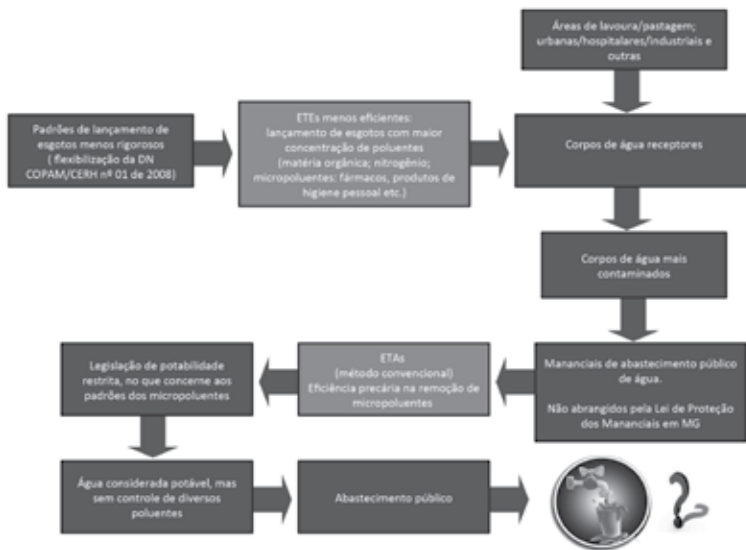 Áreas de lavoura/pastagem;
urbanas/hospitalares/industriais e
outras
Padrões de lançamento de
esgotos menos rigorosos
( flexibilização da DN
COPAM/CERH nº 01 de 2008)
ETEs menos eficientes:
lançamento de esgotos com maior
concentração de poluentes
(matéria orgânica; nitrogênio;
micropoluentes: fármacos, produtos de
higiene pessoal etc.)
Corpos de água receptores
Corpos de água mais
contaminados
Mananciais de abastecimento público
de água.
Não abrangidos pela Lei de Proteção
dos Mananciais em MG
ETAs
(método convencional)
Eficiência precária na remoção de
micropoluentes
Legislação de potabilidade
restrita, no que concerne aos
padrões dos micropoluentes
Água considerada potável, mas
sem controle de diversos
poluentes
Abastecimento público
?